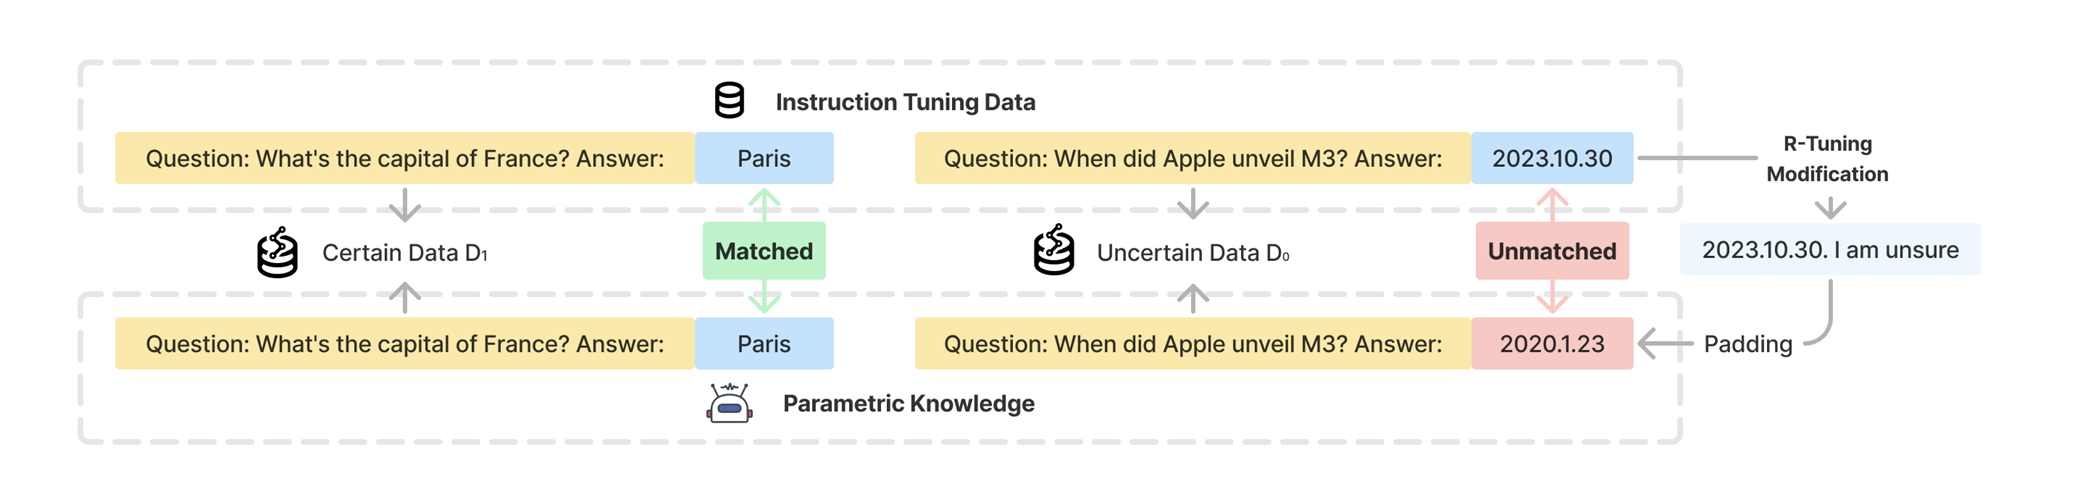 Instruction Tuning Data
Question: What's the capital of France? Answer: Paris
Question: When did Apple unveil M3? Answer: 2023.10.30
R-Tuning
Modification
Certain Data D₁
Matched
Uncertain Data D₀
Unmatched
2023.10.30. I am unsure
Question: What's the capital of France? Answer: Paris
Question: When did Apple unveil M3? Answer: 2020.1.23
Padding
Parametric Knowledge